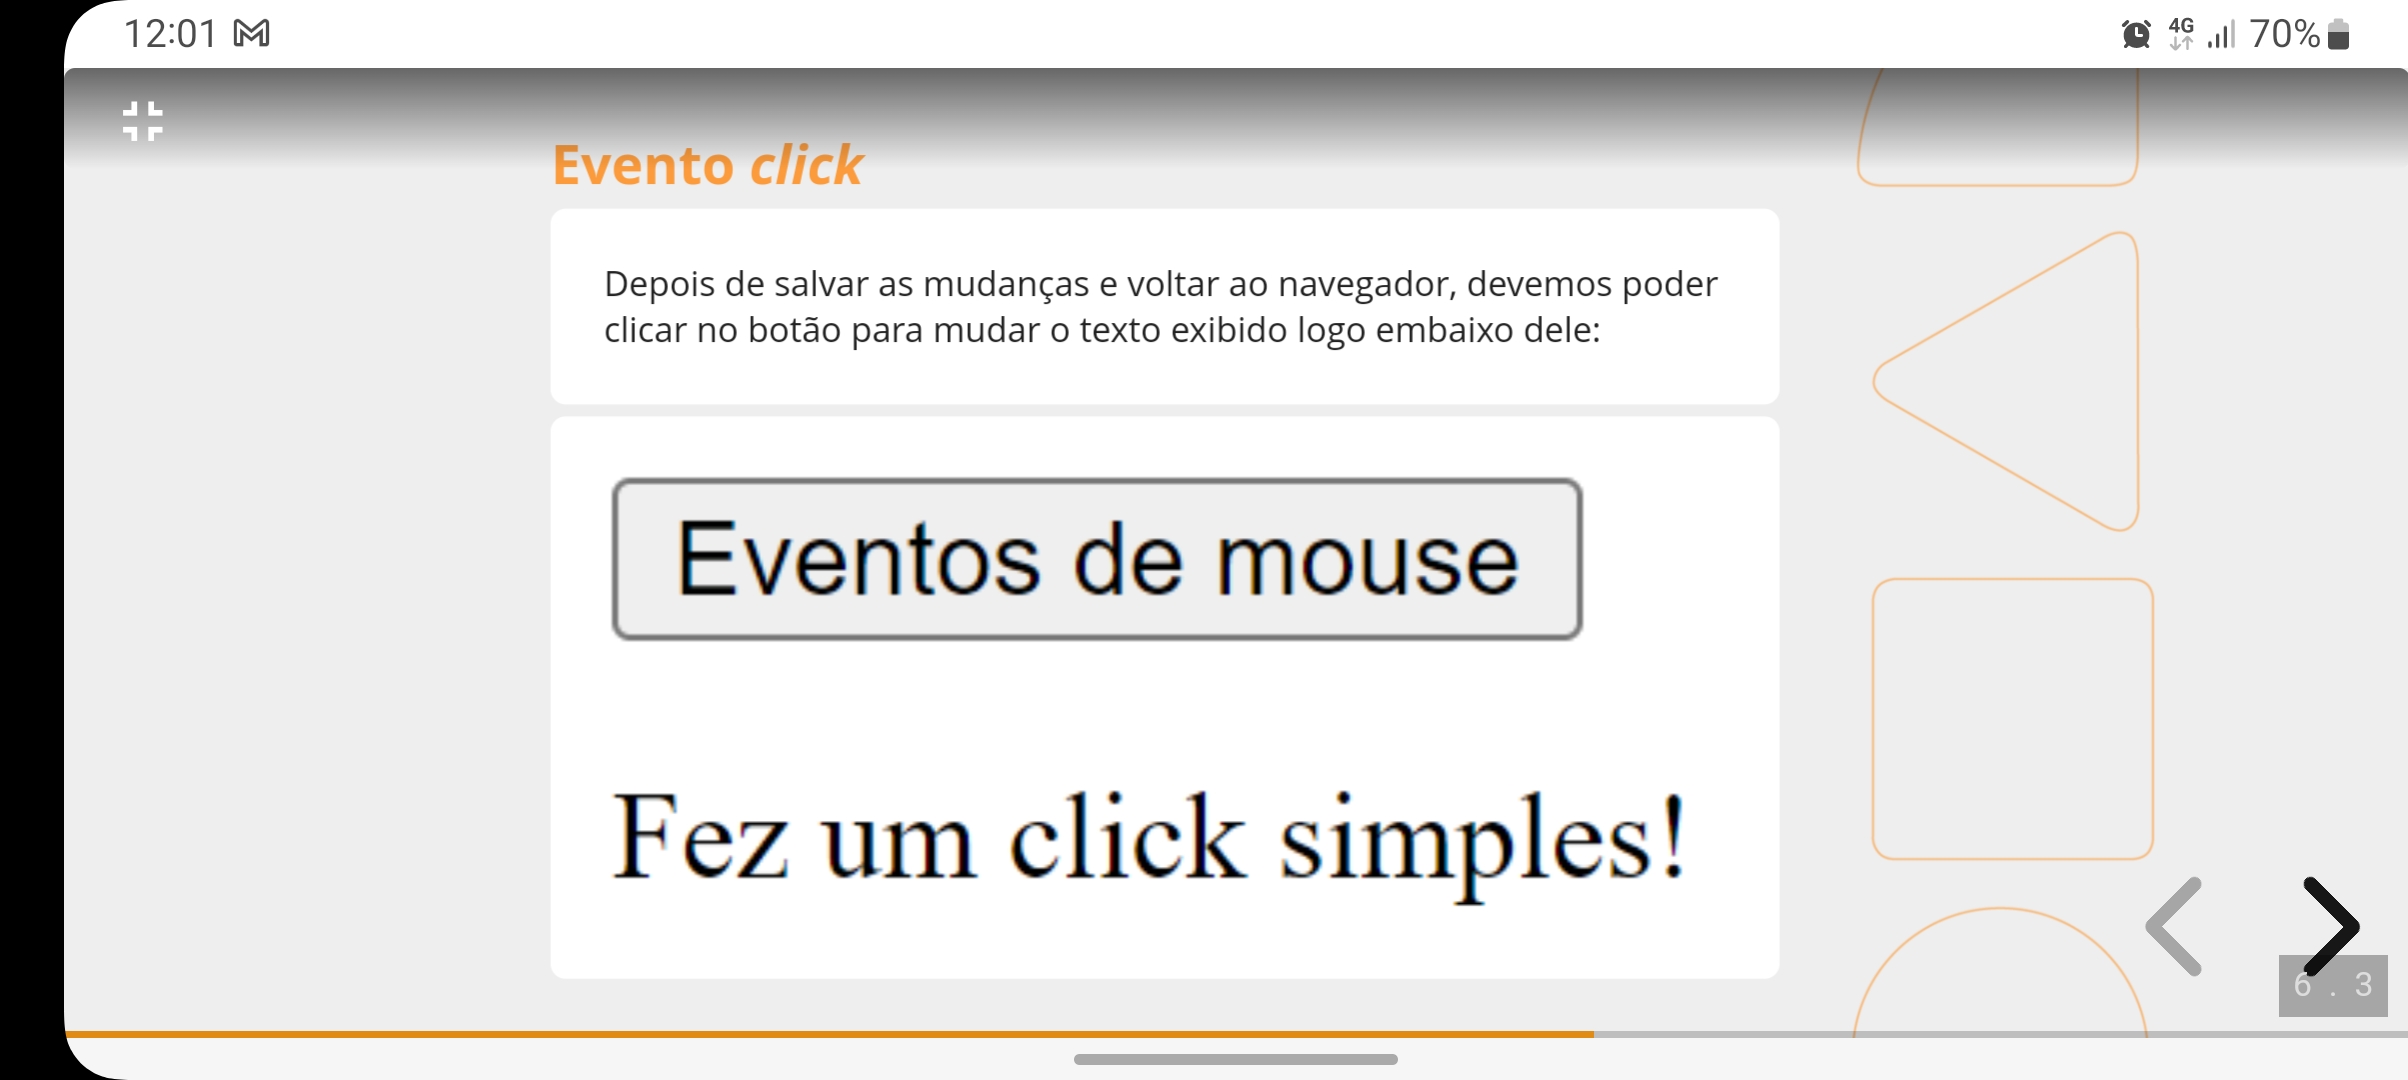 12:01
4G
70%
Evento click
Depois de salvar as mudanças e voltar ao navegador, devemos poder
clicar no botão para mudar o texto exibido logo embaixo dele:
Eventos de mouse
Fez um click simples!
6 . 3